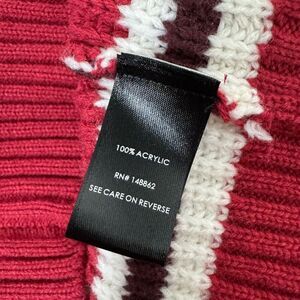 100% ACRYLIC
RN# 148862
SEE CARE ON REVERSE